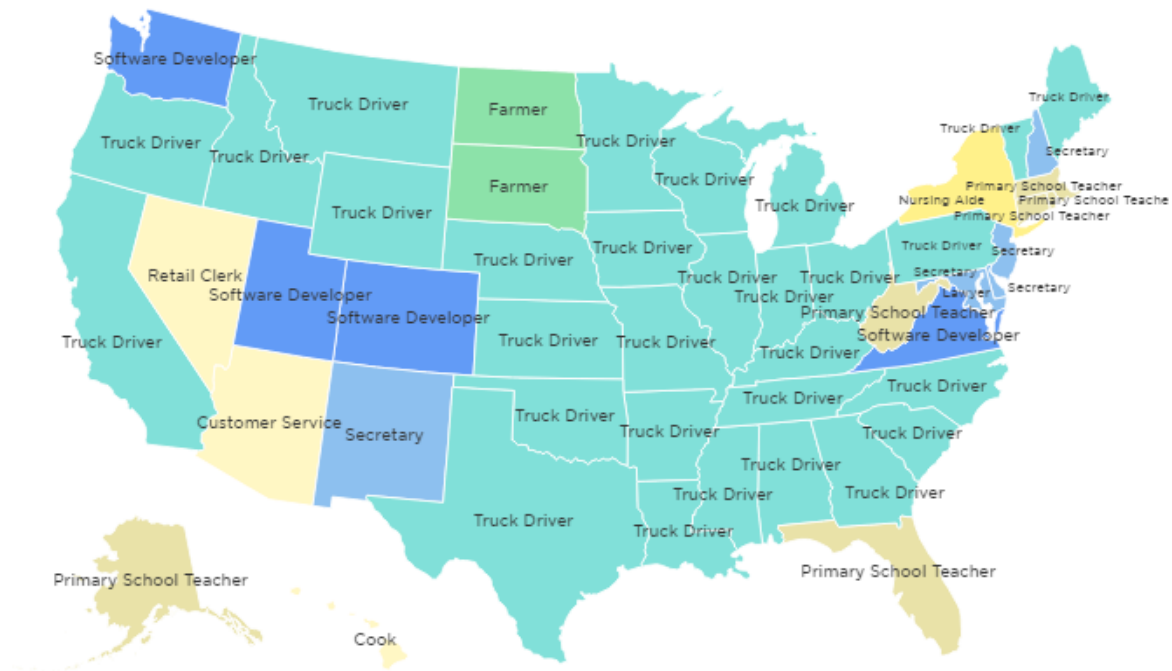 Software Developer
Truck Driver
Truck Driver
Farmer
Truck Driver
Truck Driver
Secretary
Truck Driver
Truck Driver
Farmer
Truck Driver
Primary School Teacher
Nursing Aide
Primary School Teache
Primary School Teacher
Truck Driver
Truck Driver
Truck Driver
Truck Driver
Truck Driver
Secretary
Truck Driver
Retail Clerk
Truck Driver
Truck Driver
Secretary
Secretary
Software Developer
Truck Driver
Lawyer
Software Developer
Primary School Teacher
Truck Driver
Truck Driver
Truck Driver
Software Developer
Truck Driver
Truck Driver
Truck Driver
Customer Service
Truck Driver
Secretary
Truck Driver
Truck Driver
Truck Driver
Truck Driver
Truck Driver
Truck Driver
Truck Driver
Primary School Teacher
Primary School Teacher
Cook